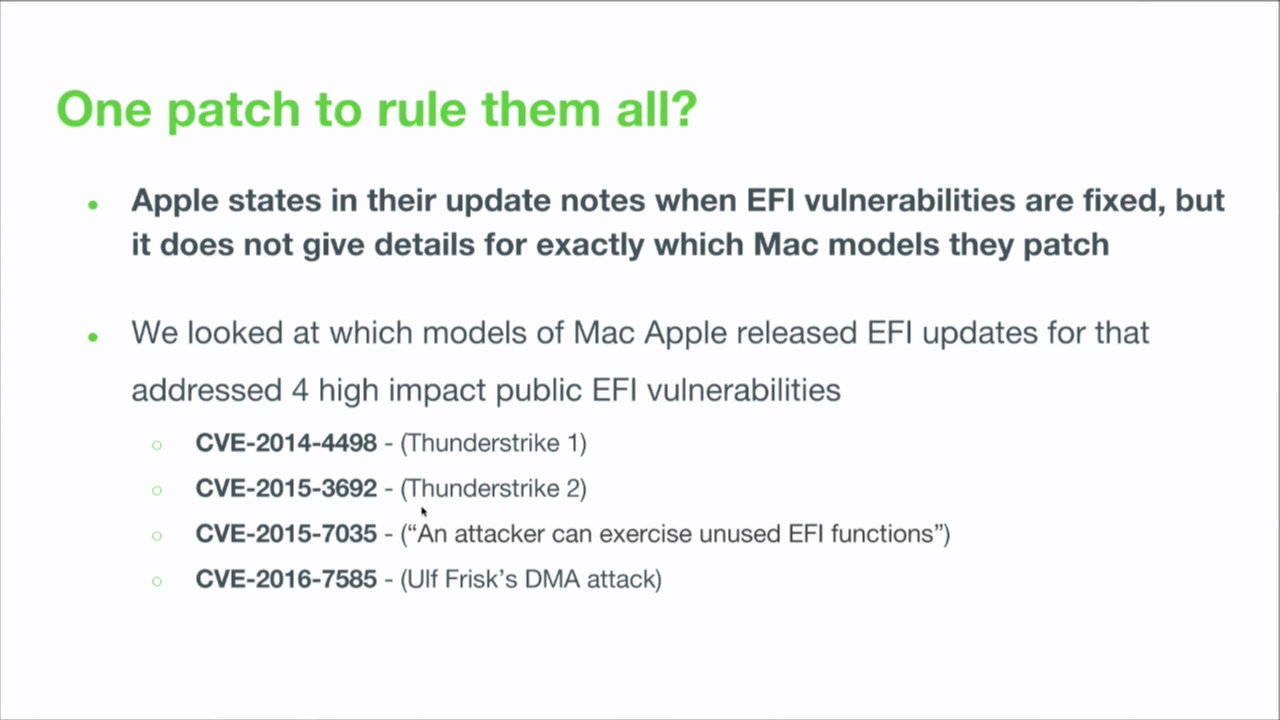 One patch to rule them all?
• Apple states in their update notes when EFI vulnerabilities are fixed, but
it does not give details for exactly which Mac models they patch
• We looked at which models of Mac Apple released EFI updates for that
addressed 4 high impact public EFI vulnerabilities
○ CVE-2014-4498 - (Thunderstrike 1)
○ CVE-2015-3692 - (Thunderstrike 2)
○ CVE-2015-7035 - (“An attacker can exercise unused EFI functions”)
○ CVE-2016-7585 - (Ulf Frisk’s DMA attack)